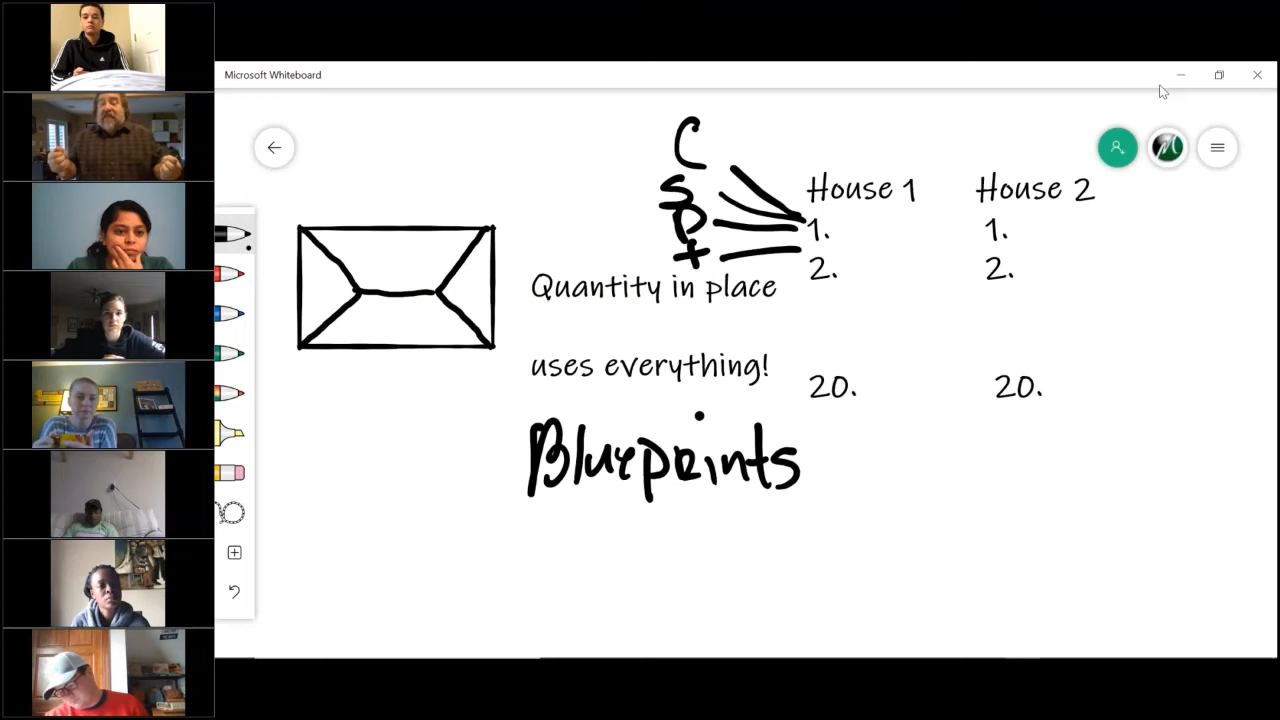 Microsoft Whiteboard
C
S
P
+
House 1
1.
2.
20.
House 2
1.
2.
20.
Quantity in place
uses everything!
Blueprints